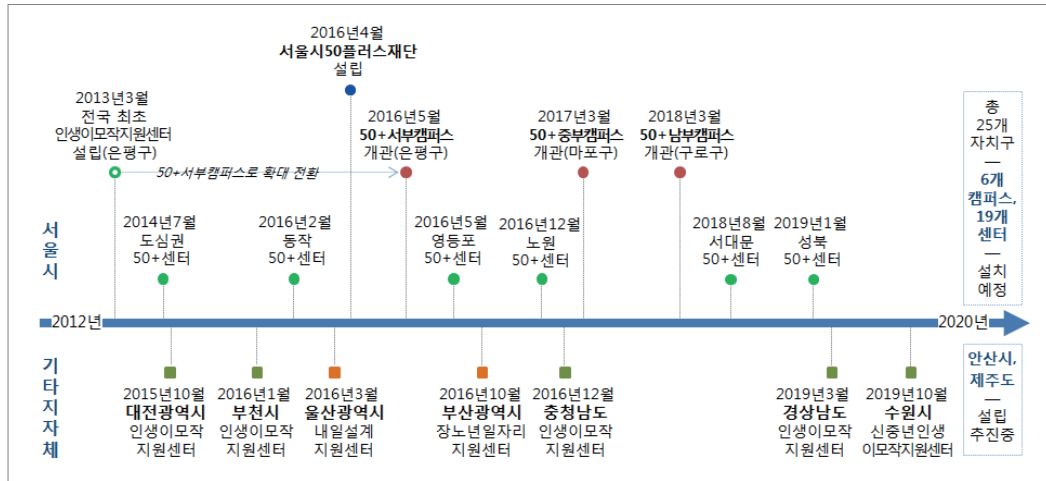 2016년4월
서울시50플러스재단
설립
2013년3월
전국 최초
인생이모작지원센터
설립(은평구)
2016년5월
50+서부캠퍼스
개관(은평구)
2017년3월
50+중부캠퍼스
개관(마포구)
2018년3월
50+남부캠퍼스
개관(구로구)
50+서부캠퍼스로 확대 전환
서울시
2014년7월
도심권
50+센터
2016년2월
동작
50+센터
2016년5월
영등포
50+센터
2016년12월
노원
50+센터
2018년8월
서대문
50+센터
2019년1월
성북
50+센터
총
25개
자치구
—
6개
캠퍼스,
19개
센터
—
설치
예정
2012년
2020년
기타지자체
2015년10월
대전광역시
인생이모작
지원센터
2016년1월
부천시
인생이모작
지원센터
2016년3월
울산광역시
내일설계
지원센터
2016년10월
부산광역시
장노년일자리
지원센터
2016년12월
충청남도
인생이모작
지원센터
2019년3월
경상남도
인생이모작
지원센터
2019년10월
수원시
신중년인생
이모작지원센터
안산시,
제주도
—
설립
추진중